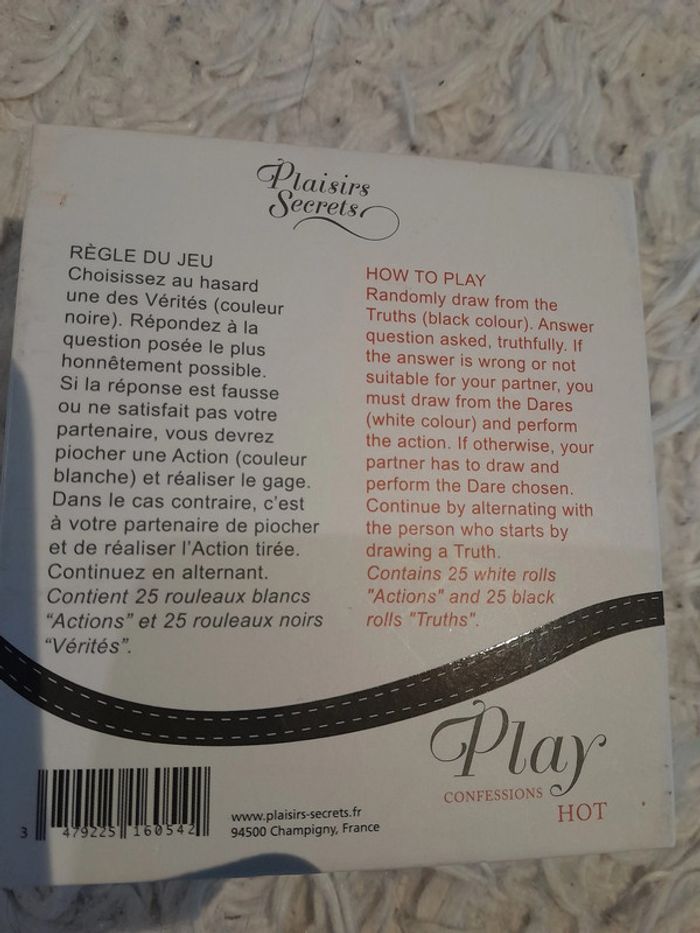 Plaisirs
Secrets
RÈGLE DU JEU
Choisissez au hasard
une des Vérités (couleur
noire). Répondez à la
question posée le plus
honnêtement possible.
Si la réponse est fausse
ou ne satisfait pas votre
partenaire, vous devrez
piocher une Action (couleur
blanche) et réaliser le gage.
Dans le cas contraire, c'est
à votre partenaire de piocher
et de réaliser l'Action tirée.
Continuez en alternant.
Contient 25 rouleaux blancs
“Actions” et 25 rouleaux noirs
“Vérités”.
HOW TO PLAY
Randomly draw from the
Truths (black colour). Answer
question asked, truthfully. If
the answer is wrong or not
suitable for your partner, you
must draw from the Dares
(white colour) and perform
the action. If otherwise, your
partner has to draw and
perform the Dare chosen.
Continue by alternating with
the person who starts by
drawing a Truth.
Contains 25 white rolls
"Actions" and 25 black
rolls "Truths".
Play
CONFESSIONS
HOT
3 479225 160542
www.plaisirs-secrets.fr
94500 Champigny, France